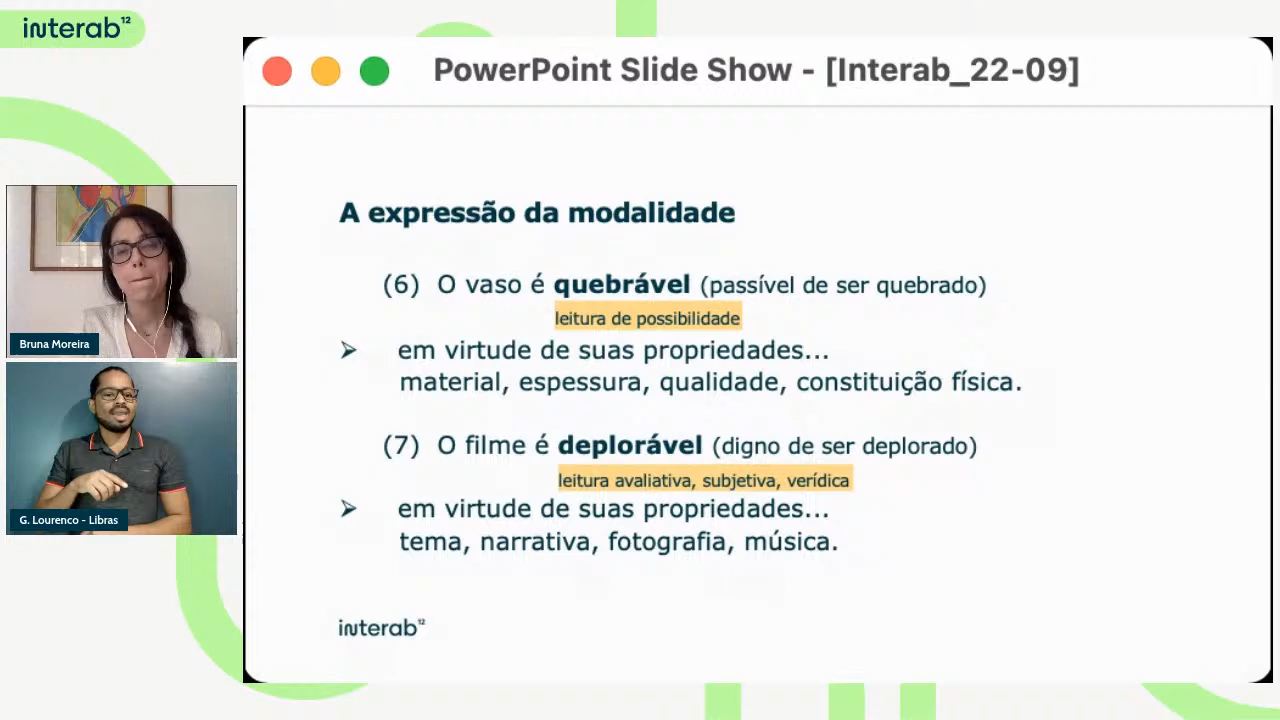 interab¹²
PowerPoint Slide Show - [Interab_22-09]
A expressão da modalidade
(6) O vaso é quebrável (passível de ser quebrado)
leitura de possibilidade
➢ em virtude de suas propriedades...
material, espessura, qualidade, constituição física.
(7) O filme é deplorável (digno de ser deplorado)
leitura avaliativa, subjetiva, verídica
➢ em virtude de suas propriedades...
tema, narrativa, fotografia, música.
interab¹²
Bruna Moreira
G. Lourenco - Libras